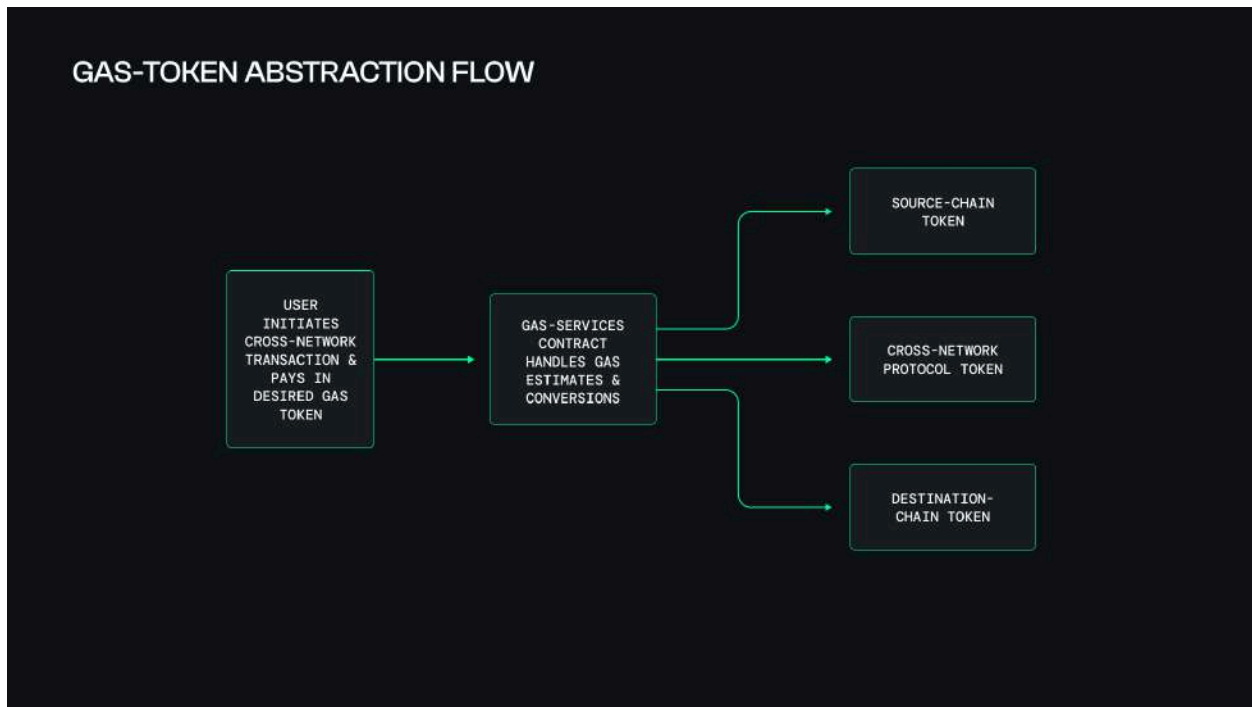 GAS-TOKEN ABSTRACTION FLOW
USER
INITIATES
CROSS-NETWORK
TRANSACTION &
PAYS IN
DESIRED GAS
TOKEN
GAS-SERVICES
CONTRACT
HANDLES GAS
ESTIMATES &
CONVERSIONS
SOURCE-CHAIN
TOKEN
CROSS-NETWORK
PROTOCOL TOKEN
DESTINATION-
CHAIN TOKEN